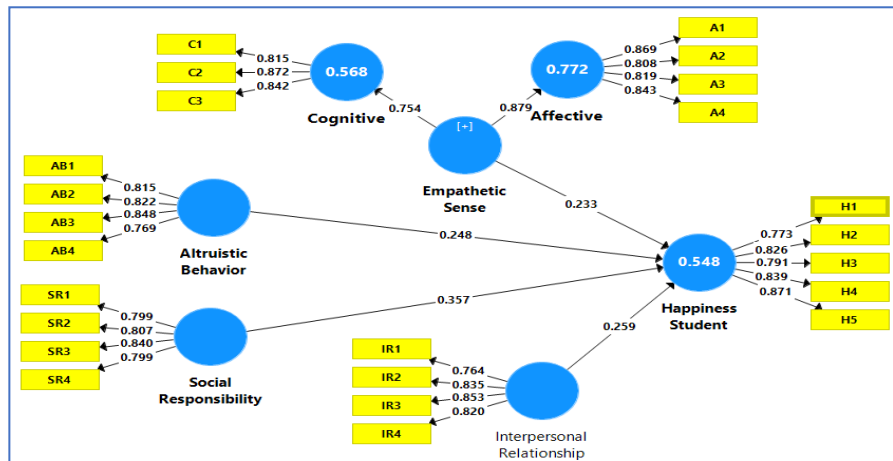 C1
C2
C3
0.815
0.872
0.842
0.568
Cognitive
0.754
0.772
Affective
0.879
0.869
0.808
0.819
0.843
A1
A2
A3
A4
[+]
Empathetic
Sense
0.233
AB1
AB2
AB3
AB4
0.815
0.822
0.848
0.769
Altruistic
Behavior
0.248
H1
H2
H3
H4
H5
0.773
0.826
0.791
0.839
0.871
0.548
Happiness
Student
SR1
SR2
SR3
SR4
0.799
0.807
0.840
0.799
Social
Responsibility
0.357
0.259
IR1
IR2
IR3
IR4
0.764
0.835
0.853
0.820
Interpersonal
Relationship